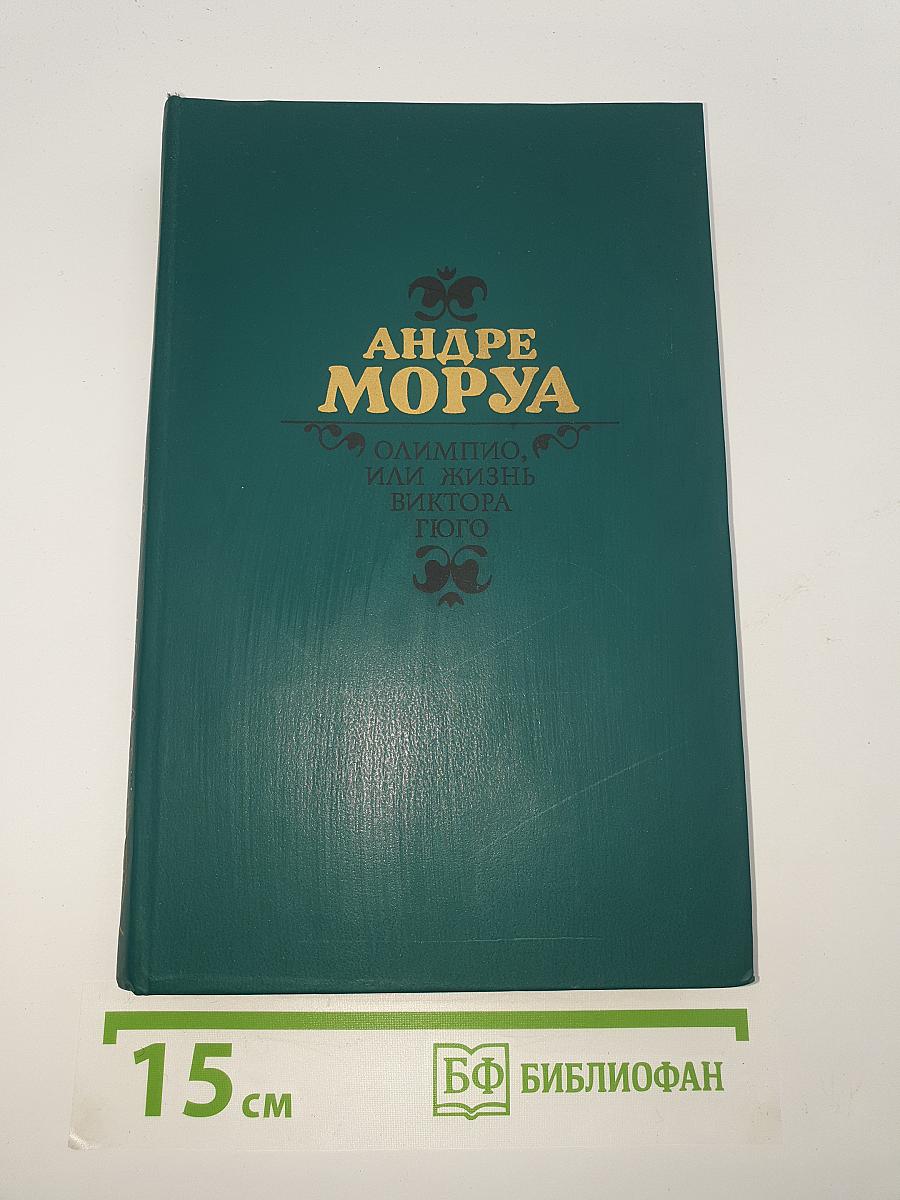 АНДРЕ
МОРУА
ОЛИМПИО,
ИЛИ ЖИЗНЬ
ВИКТОРА
ГЮГО
15 см
БФ БИБЛИОФАН